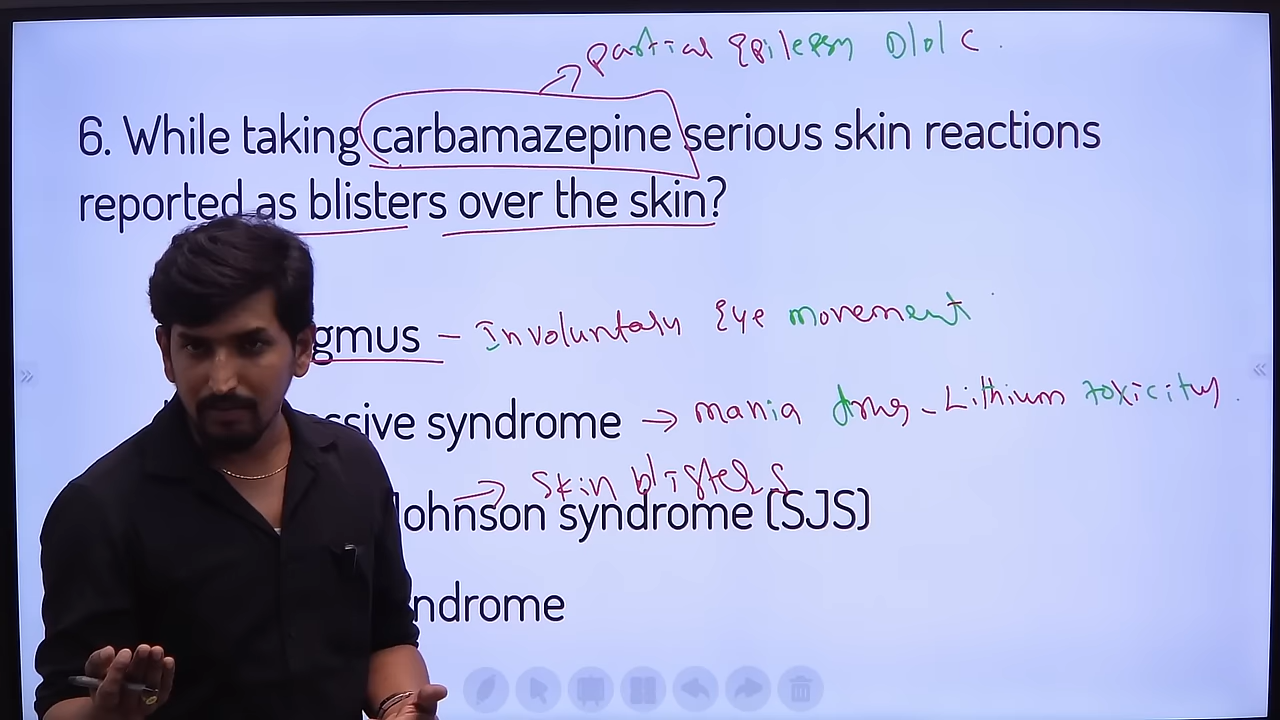 partial Epilepsy D/O/C
6. While taking carbamazepine serious skin reactions
reported as blisters over the skin?
gmus - Involuntary Eye movement
ssive syndrome → mania drug - Lithium toxicity.
→ skin blisters
Johnson syndrome (SJS)
ndrome